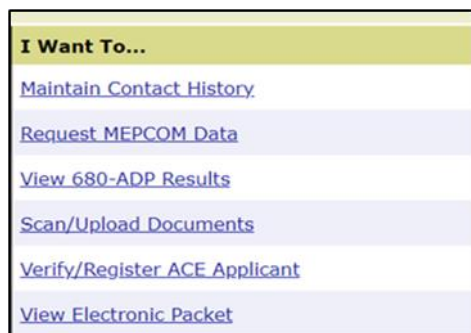 I Want To...
Maintain Contact History
Request MEPCOM Data
View 680-ADP Results
Scan/Upload Documents
Verify/Register ACE Applicant
View Electronic Packet